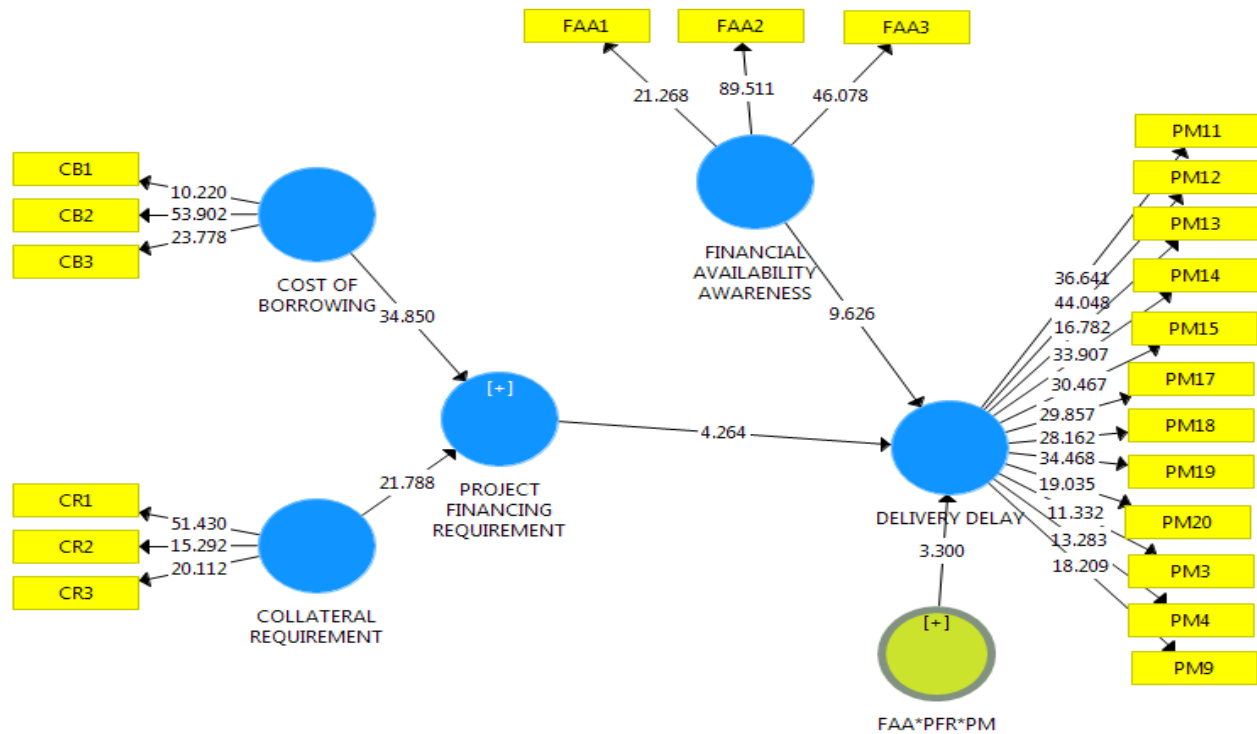 FAA1
FAA2
FAA3
21.268
89.511
46.078
FINANCIAL
AVAILABILITY
AWARENESS
9.626
CB1
CB2
CB3
10.220
53.902
23.778
COST OF
BORROWING
34.850
[+]
PROJECT
FINANCING
REQUIREMENT
4.264
CR1
CR2
CR3
51.430
15.292
20.112
COLLATERAL
REQUIREMENT
21.788
DELIVERY DELAY
36.641
44.048
16.782
33.907
30.467
29.857
28.162
34.468
19.035
11.332
13.283
18.209
PM11
PM12
PM13
PM14
PM15
PM17
PM18
PM19
PM20
PM3
PM4
PM9
3.300
[+]
FAA*PFR*PM